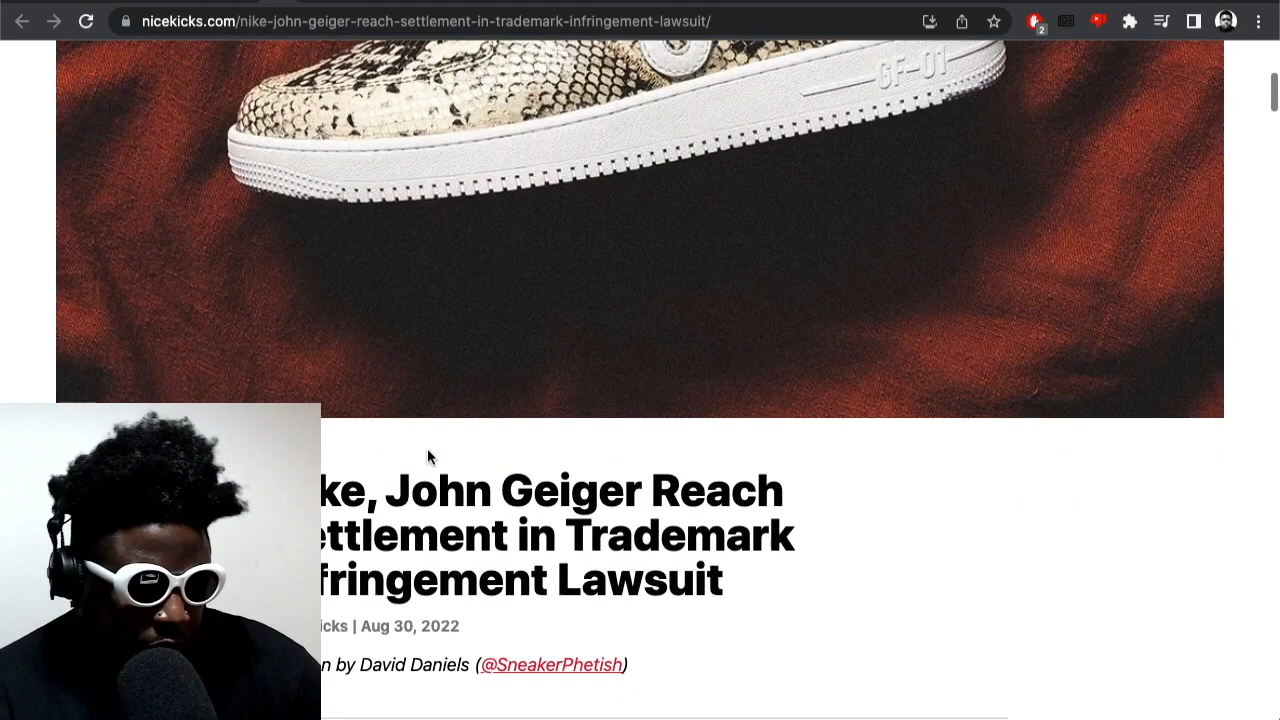 nicekicks.com/nike-john-geiger-reach-settlement-in-trademark-infringement-lawsuit/
2
GF-01
ke, John Geiger Reach
ettlement in Trademark
fringement Lawsuit
icks | Aug 30, 2022
n by David Daniels (@SneakerPhetish)